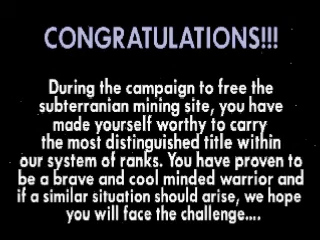 CONGRATULATIONS!!!
During the campaign to free the
subterranian mining site, you have
made yourself worthy to carry
the most distinguished title within
our system of ranks. You have proven to
be a brave and cool minded warrior and
if a similar situation should arise, we hope
you will face the challenge....